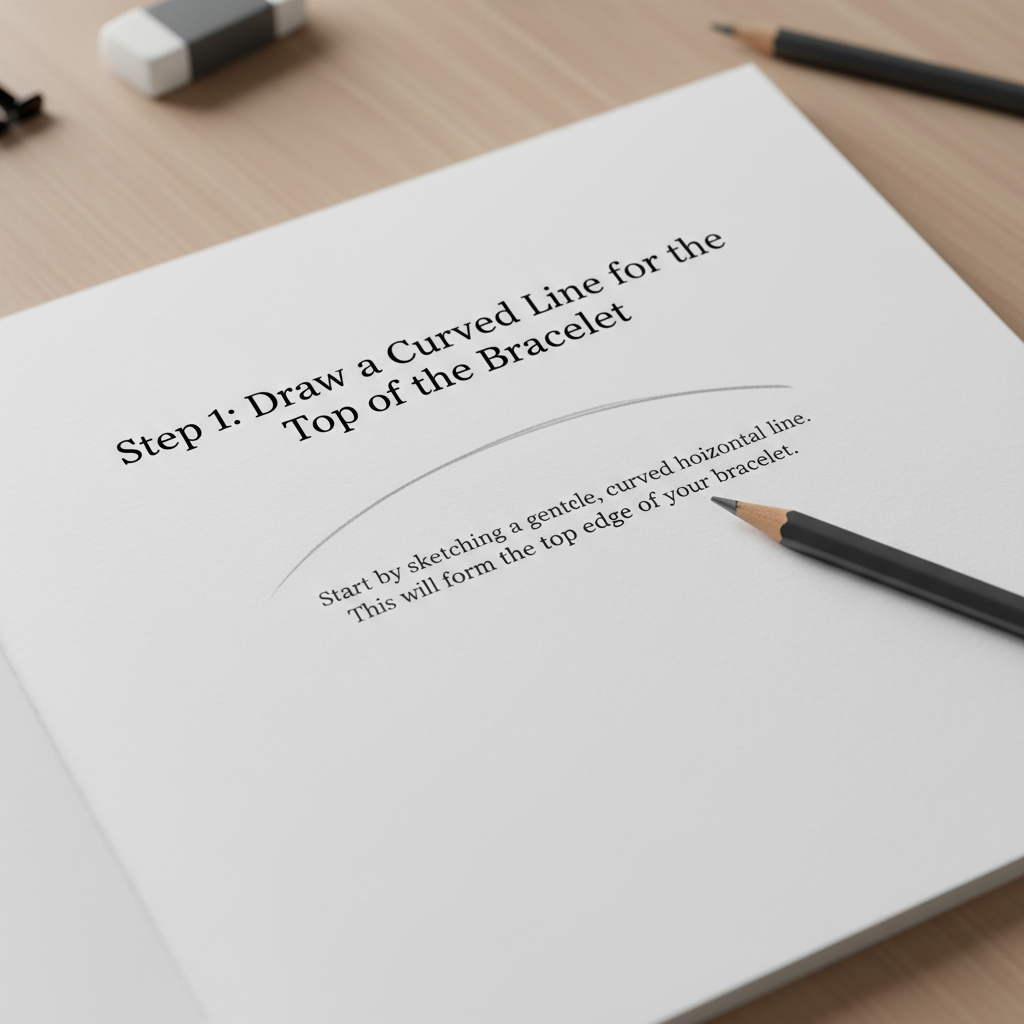 Step 1: Draw a Curved Line for the
Top of the Bracelet
Start by sketching a gentcle, curved hoizontal line.
This will form the top edge of your bracelet.